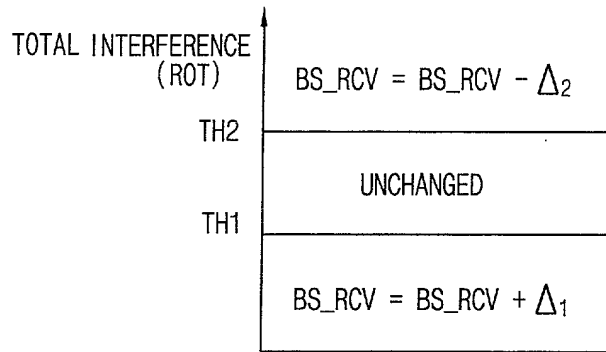 TOTAL INTERFERENCE
(ROT)
BS_RCV = BS_RCV - Δ2
TH2
UNCHANGED
TH1
BS_RCV = BS_RCV + Δ1